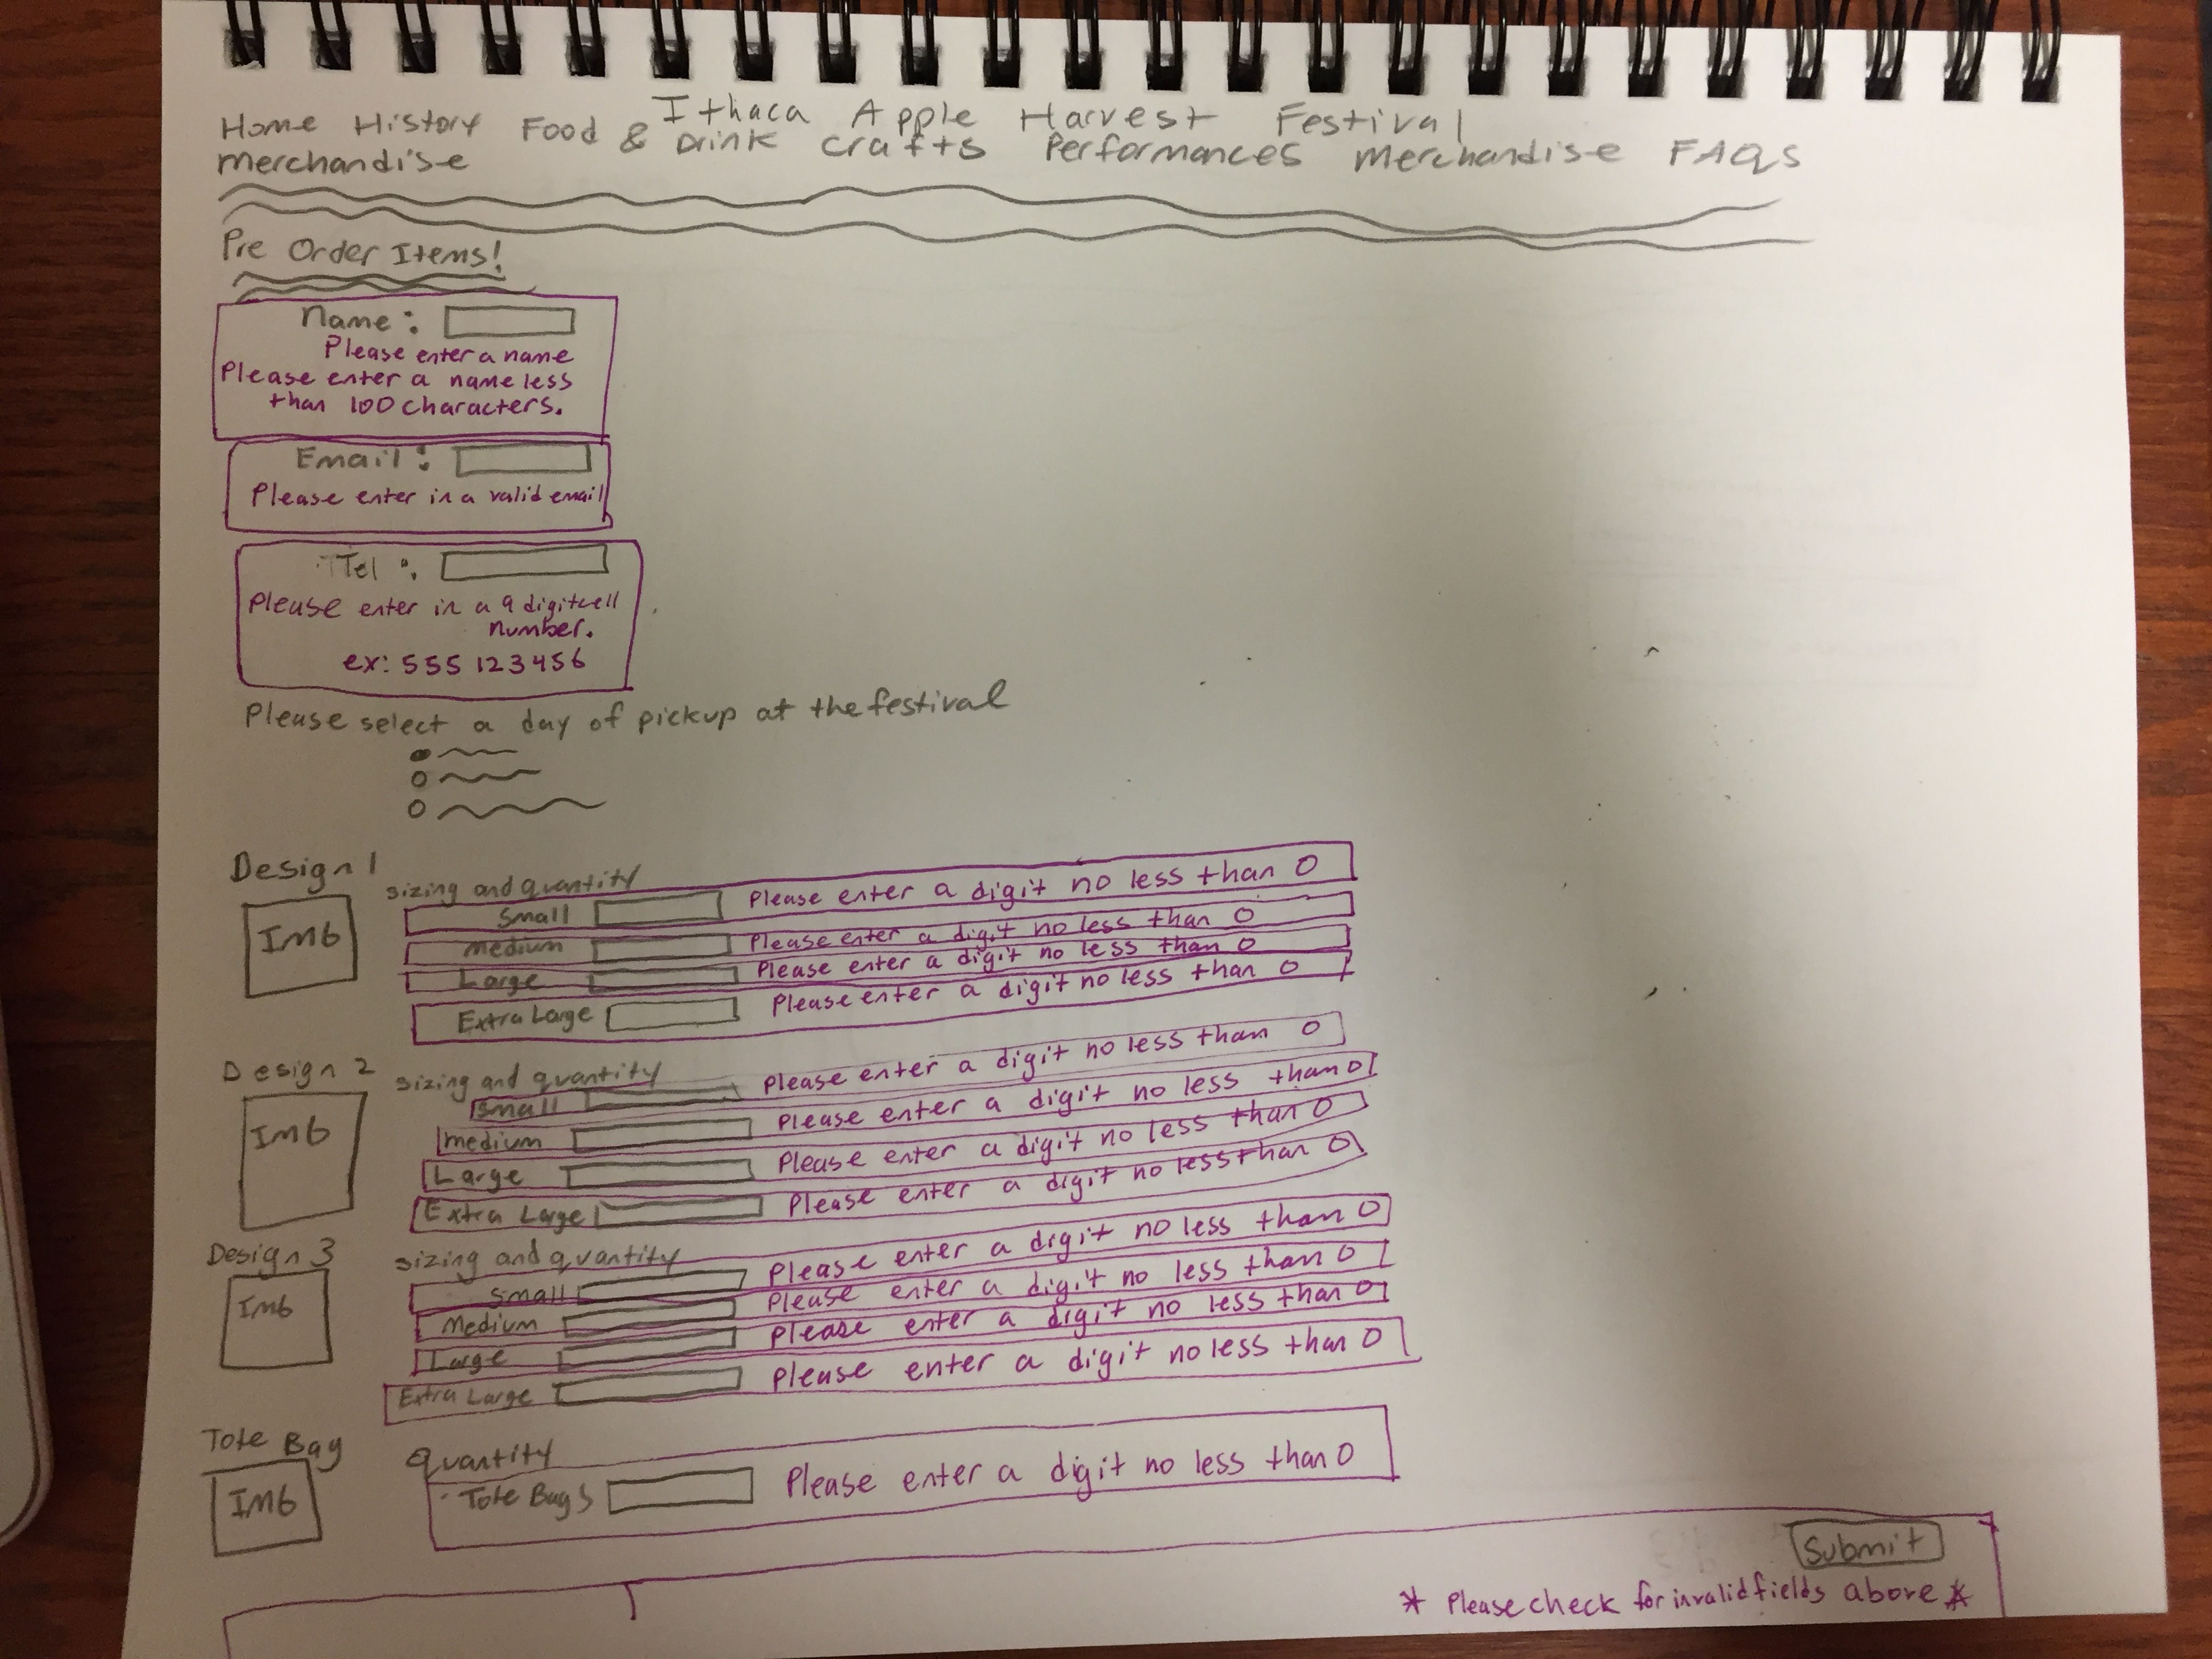 Ithaca Apple Harvest Festival
Home History Food & Drink Crafts Performances Merchandise FAQs
Merchandise
Pre Order Items!
Name:
Please enter a name
Please enter a name less
than 100 characters.
Email:
Please enter in a valid email
Tel :
Please enter in a 9 digit cell
number.
ex: 555 123456
Please select a day of pickup at the festival
Design 1
sizing and quantity
IMG
Small Please enter a digit no less than 0
Medium Please enter a digit no less than 0
Large Please enter a digit no less than 0
Extra Large Please enter a digit no less than 0
Design 2
sizing and quantity
IMG
Small Please enter a digit no less than 0
Medium Please enter a digit no less than 0
Large Please enter a digit no less than 0
Extra Large Please enter a digit no less than 0
Design 3
sizing and quantity
IMG
Small Please enter a digit no less than 0
Medium Please enter a digit no less than 0
Large Please enter a digit no less than 0
Extra Large Please enter a digit no less than 0
Tote Bag
quantity
IMG
Tote Bags Please enter a digit no less than 0
Submit
* Please check for invalid fields above *